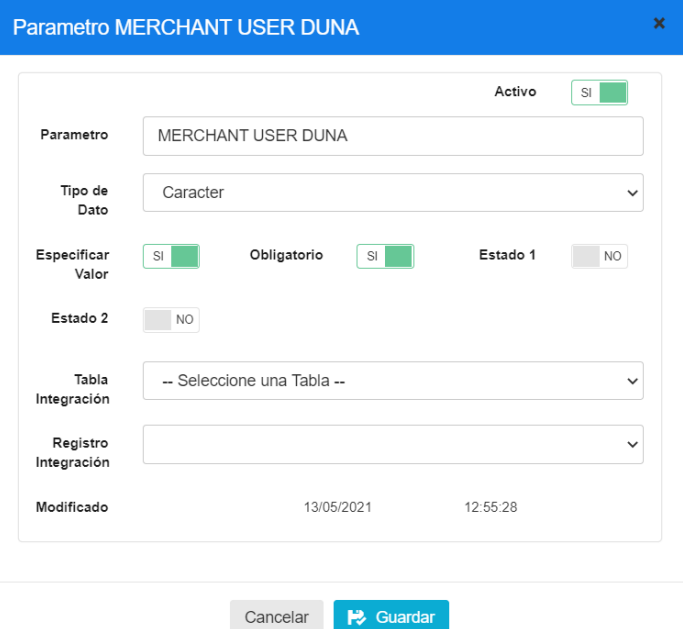 Parametro MERCHANT USER DUNA
×
Activo SI
Parametro MERCHANT USER DUNA
Tipo de
Dato
Caracter
Especificar
Valor
SI
Obligatorio SI
Estado 1 NO
Estado 2 NO
Tabla
Integración
-- Seleccione una Tabla --
Registro
Integración
Modificado 13/05/2021 12:55:28
Cancelar Guardar